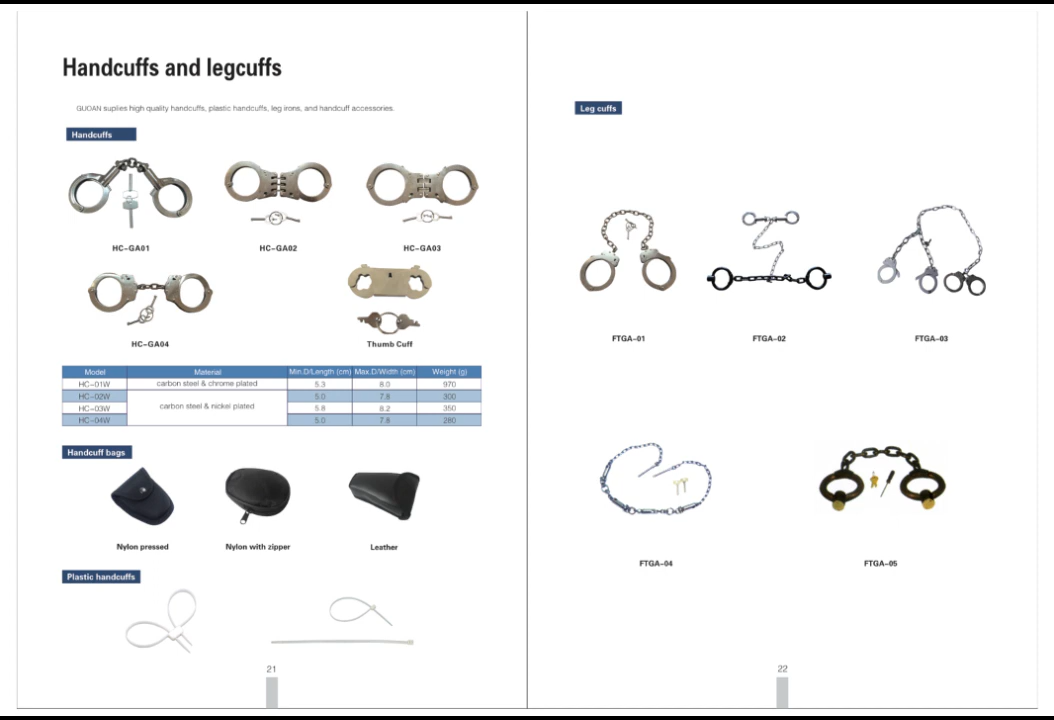 Handcuffs and legcuffs
GUOAN suplies high quality handcuffs, plastic handcuffs, leg irons, and handcuff accessories.
Handcuffs
HC-GA01
HC-GA02
HC-GA03
HC-GA04
Thumb Cuff
Model Material Min.D/Length (cm) Max.D/Width (cm) Weight (g)
HC-01W carbon steel & chrome plated 5.3 8.0 970
HC-02W 5.0 7.8 300
HC-03W carbon steel & nickel plated 5.8 8.2 350
HC-04W 5.0 7.8 280
Handcuff bags
Nylon pressed
Nylon with zipper
Leather
Plastic handcuffs
21
Leg cuffs
FTGA-01
FTGA-02
FTGA-03
FTGA-04
FTGA-05
22